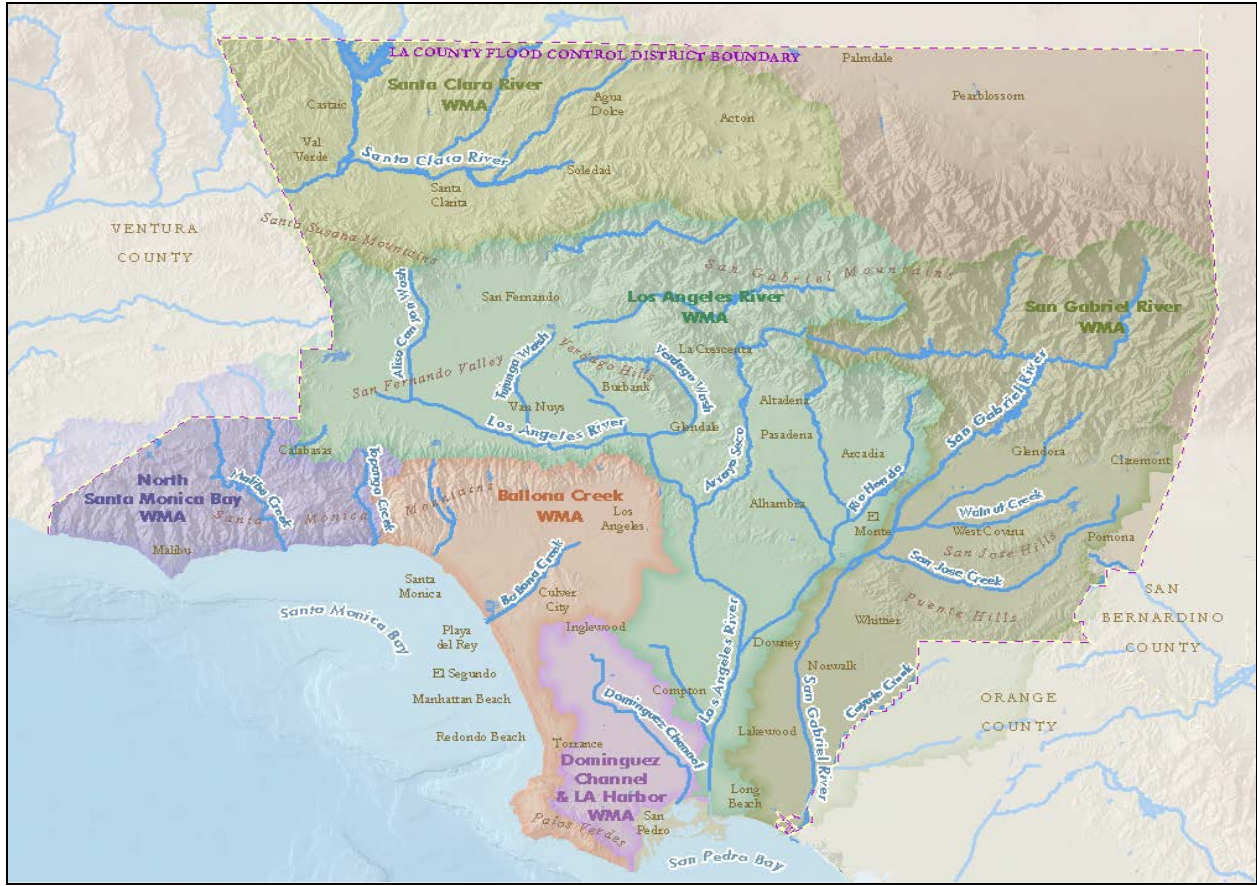 LA COUNTY FLOOD CONTROL DISTRICT BOUNDARY
Palmdale
Santa Clara River
WMA
Castaic
Agua
Dolce
Acton
Pearblossom
Val
Verde
Santa Clara River
Soledad
Santa
Clarita
VENTURA
COUNTY
Santa Susana Mountains
San Gabriel Mountains
Aliso Canyon Wash
San Fernando
Los Angeles River
WMA
San Gabriel River
WMA
San Fernando Valley
Tujunga Wash
Verdugo Hills
La Crescenta
Verdugo Wash
Burbank
Van Nuys
Los Angeles River
Glendale
Altadena
Pasadena
Arroyo Seco
Arcadia
San Gabriel River
Glendora
Claremont
Calabasas
North
Santa Monica Bay
WMA
Malibu Creek
Topanga Creek
Santa Monica
Mountains
Malibu
Ballona Creek
WMA
Los
Angeles
Alhambra
Rio Hondo
El
Monte
Walnut Creek
West Covina
San Jose Hills
Pomona
San Jose Creek
Puente Hills
Santa
Monica
Ballona Creek
Culver
City
Santa Monica Bay
Playa
del Rey
Inglewood
El Segundo
Manhattan Beach
Redondo Beach
Whittier
Downey
Norwalk
SAN
BERNARDINO
COUNTY
ORANGE
COUNTY
Compton
Los Angeles River
Dominguez Channel
Coyote Creek
San Gabriel River
Lakewood
Torrance
Dominguez
Channel
& LA Harbor
WMA
Long
Beach
San
Pedro
Palos Verdes
San Pedro Bay